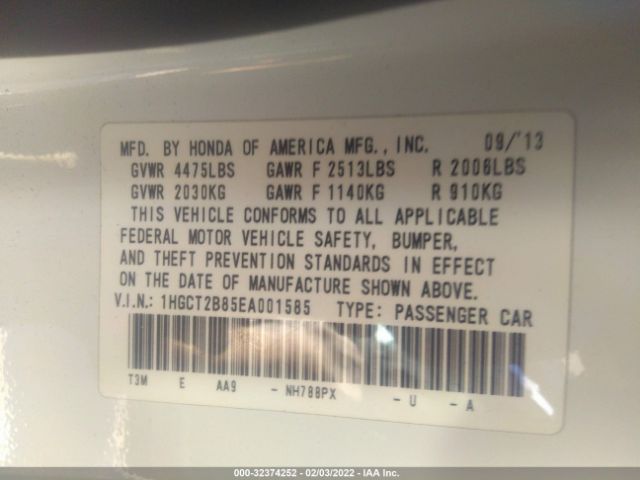 MFD. BY HONDA OF AMERICA MFG., INC. 09/'13
GVWR 4475LBS GAWR F 2513LBS R 2006LBS
GVWR 2030KG GAWR F 1140KG R 910KG
THIS VEHICLE CONFORMS TO ALL APPLICABLE
FEDERAL MOTOR VEHICLE SAFETY, BUMPER,
AND THEFT PREVENTION STANDARDS IN EFFECT
ON THE DATE OF MANUFACTURE SHOWN ABOVE.
V.I.N.: 1HGCT2B85EA001585 TYPE: PASSENGER CAR
T3M E AA9 - NH788PX - U - A
000-32374252 - 02/03/2022 - IAA Inc.